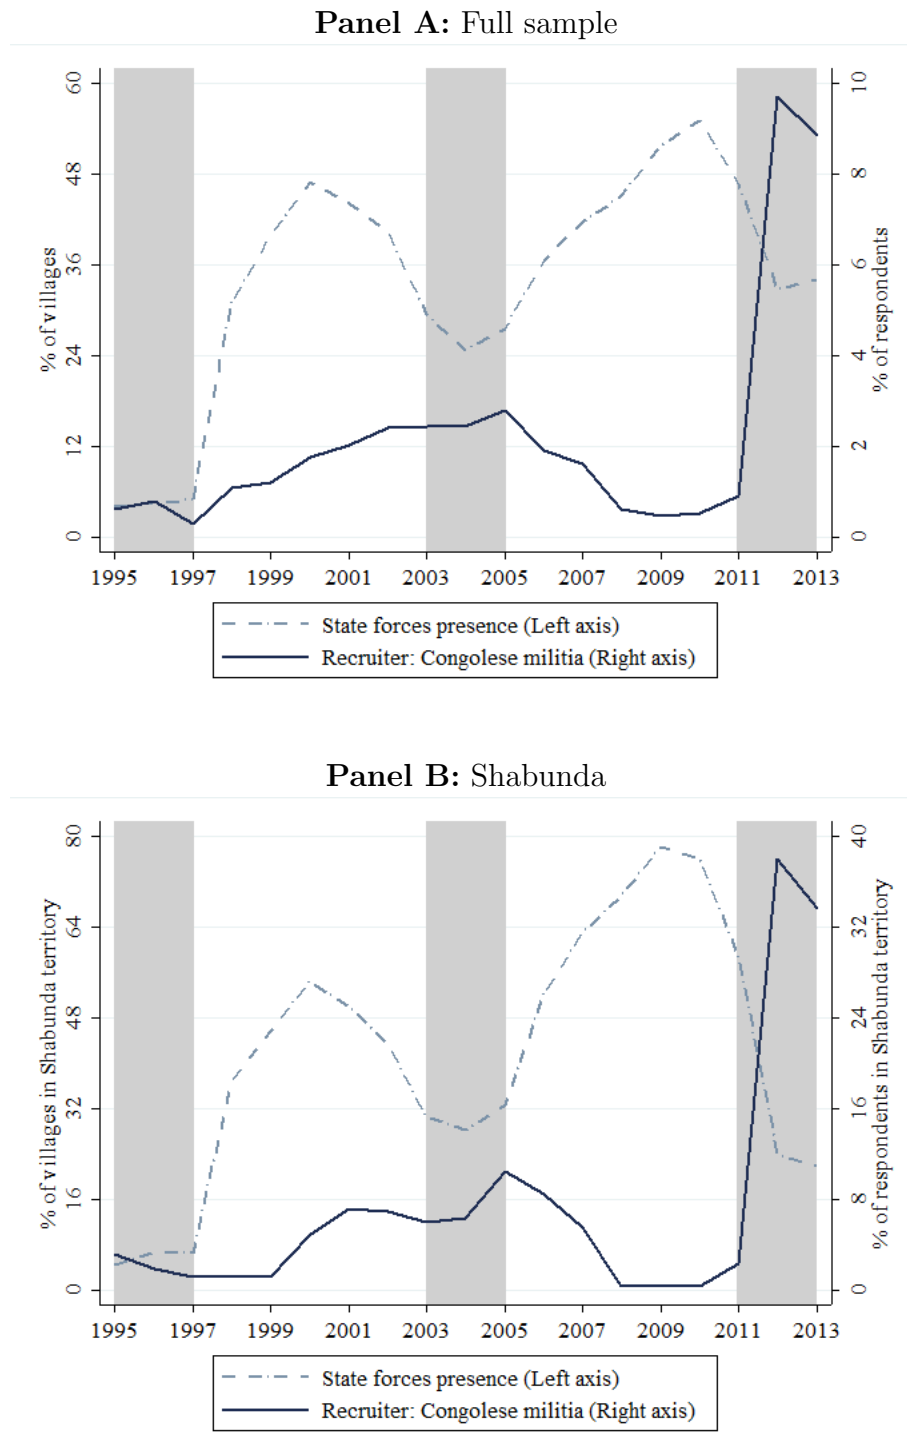 Panel A: Full sample
% of villages
60
48
36
24
12
0
10
8
6
4
2
0
% of respondents
1995 1997 1999 2001 2003 2005 2007 2009 2011 2013
State forces presence (Left axis)
Recruiter: Congolese militia (Right axis)
Panel B: Shabunda
% of villages in Shabunda territory
80
64
48
32
16
0
40
32
24
16
8
0
% of respondents in Shabunda territory
1995 1997 1999 2001 2003 2005 2007 2009 2011 2013
State forces presence (Left axis)
Recruiter: Congolese militia (Right axis)